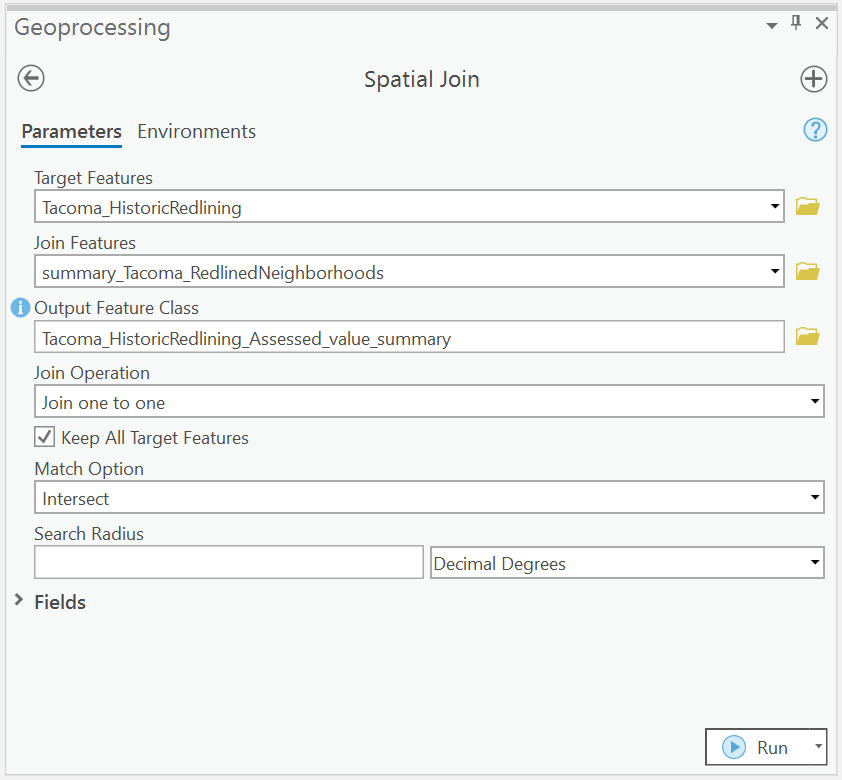 Geoprocessing
Spatial Join
Parameters Environments
?
Target Features
Tacoma_HistoricRedlining
Join Features
summary_Tacoma_RedlinedNeighborhoods
i Output Feature Class
Tacoma_HistoricRedlining_Assessed_value_summary
Join Operation
Join one to one
Keep All Target Features
Match Option
Intersect
Search Radius
Decimal Degrees
Fields
Run